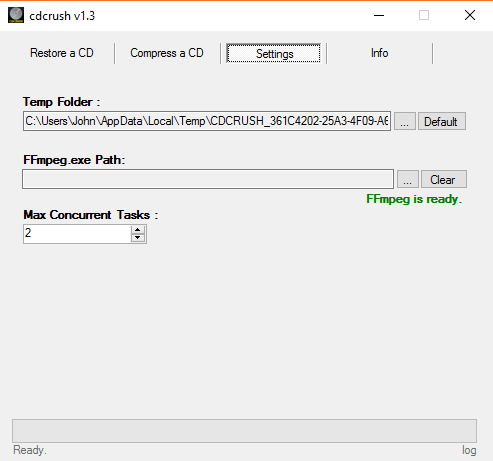 cdcrush v1.3
Restore a CD Compress a CD Settings Info
Temp Folder :
C:\Users\John\AppData\Local\Temp\CDCRUSH_361C4202-25A3-4F09-A6 ... Default
FFmpeg.exe Path:
... Clear
FFmpeg is ready.
Max Concurrent Tasks :
2
Ready. log